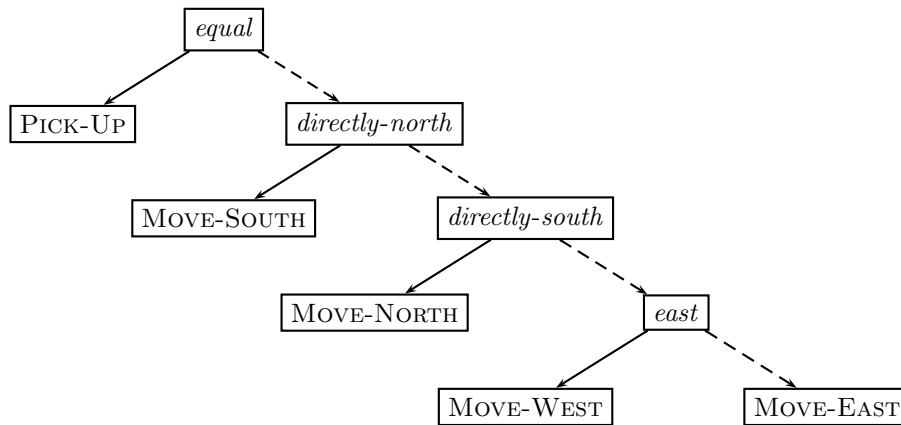 equal
PICK-UP
directly-north
MOVE-SOUTH
directly-south
MOVE-NORTH
east
MOVE-WEST
MOVE-EAST